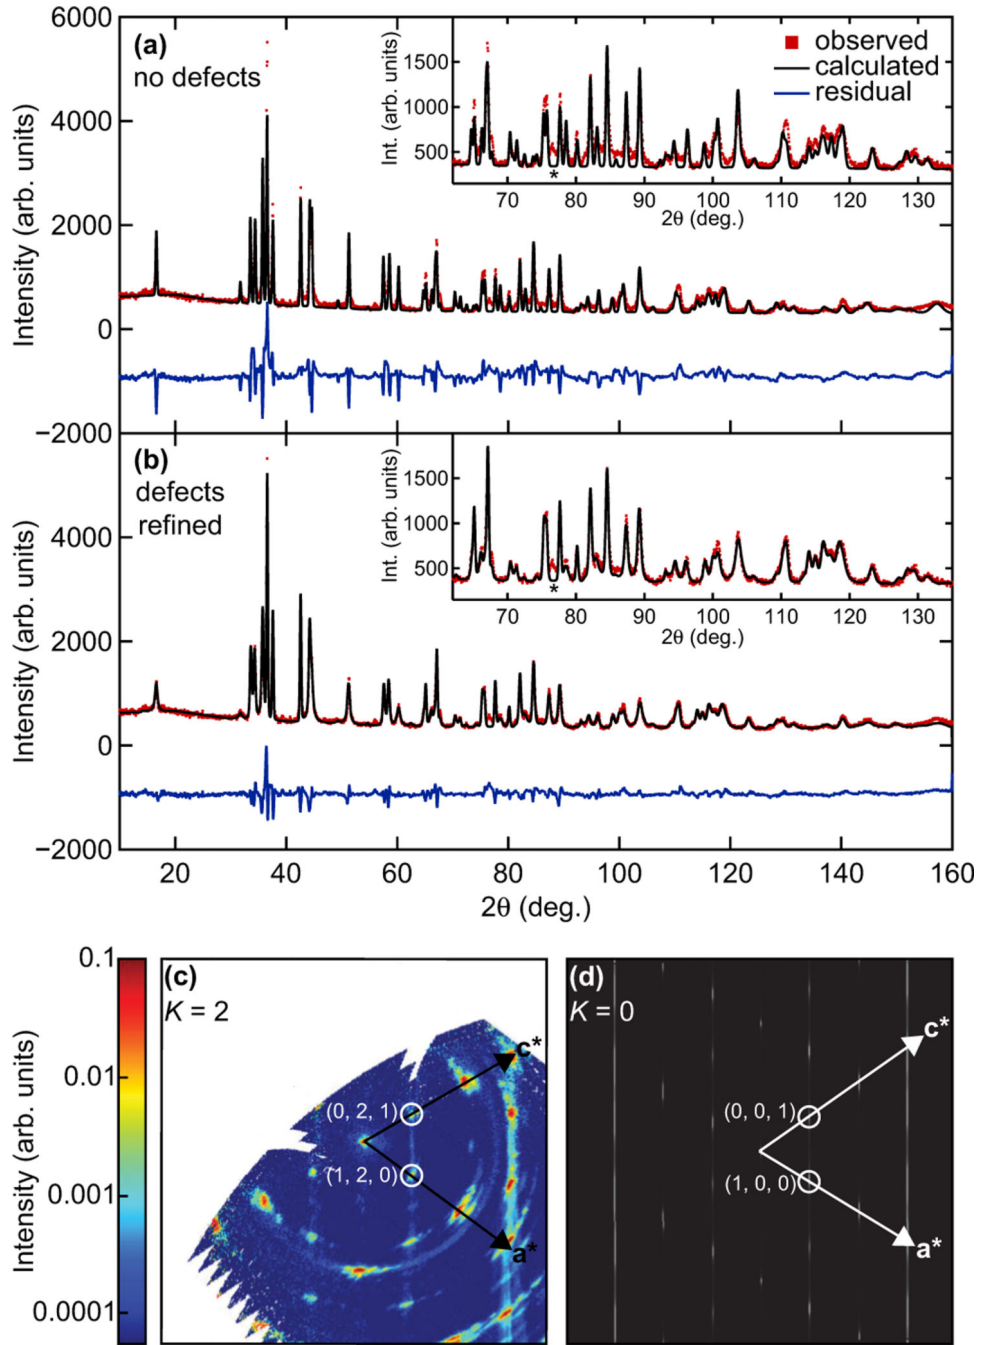 6000
4000
2000
0
−2000
Intensity (arb. units)
(a)
no defects
1500
1000
500
Int. (arb. units)
*
70 80 90 100 110 120 130
2θ (deg.)
observed
calculated
residual
4000
2000
0
−2000
Intensity (arb. units)
(b)
defects
refined
1500
1000
500
Int. (arb. units)
*
70 80 90 100 110 120 130
2θ (deg.)
20 40 60 80 100 120 140 160
2θ (deg.)
0.1
0.01
0.001
0.0001
Intensity (arb. units)
(c)
K = 2
c*
(0, 2, 1)
(1, 2, 0)
a*
(d)
K = 0
c*
(0, 0, 1)
(1, 0, 0)
a*